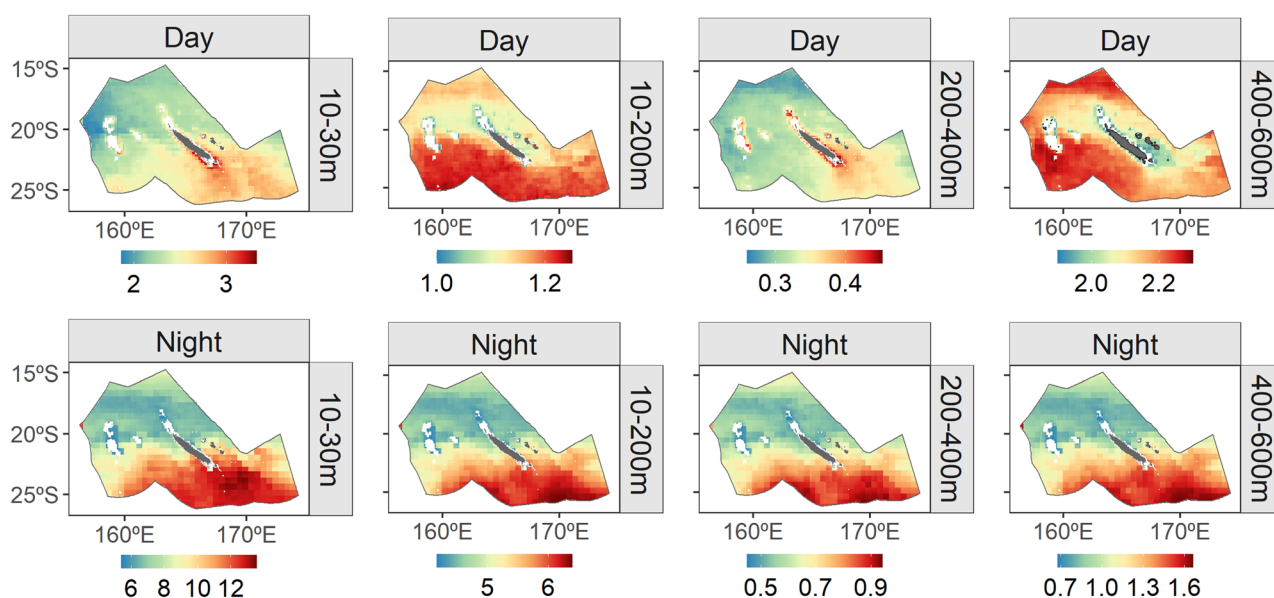 Day
Day
Day
Day
15ºS
20ºS
25ºS
10-30m
10-200m
200-400m
400-600m
160ºE 170ºE
160ºE 170ºE
160ºE 170ºE
160ºE 170ºE
2 3
1.0 1.2
0.3 0.4
2.0 2.2
Night
Night
Night
Night
15ºS
20ºS
25ºS
10-30m
10-200m
200-400m
400-600m
160ºE 170ºE
160ºE 170ºE
160ºE 170ºE
160ºE 170ºE
6 8 10 12
5 6
0.5 0.7 0.9
0.7 1.0 1.3 1.6